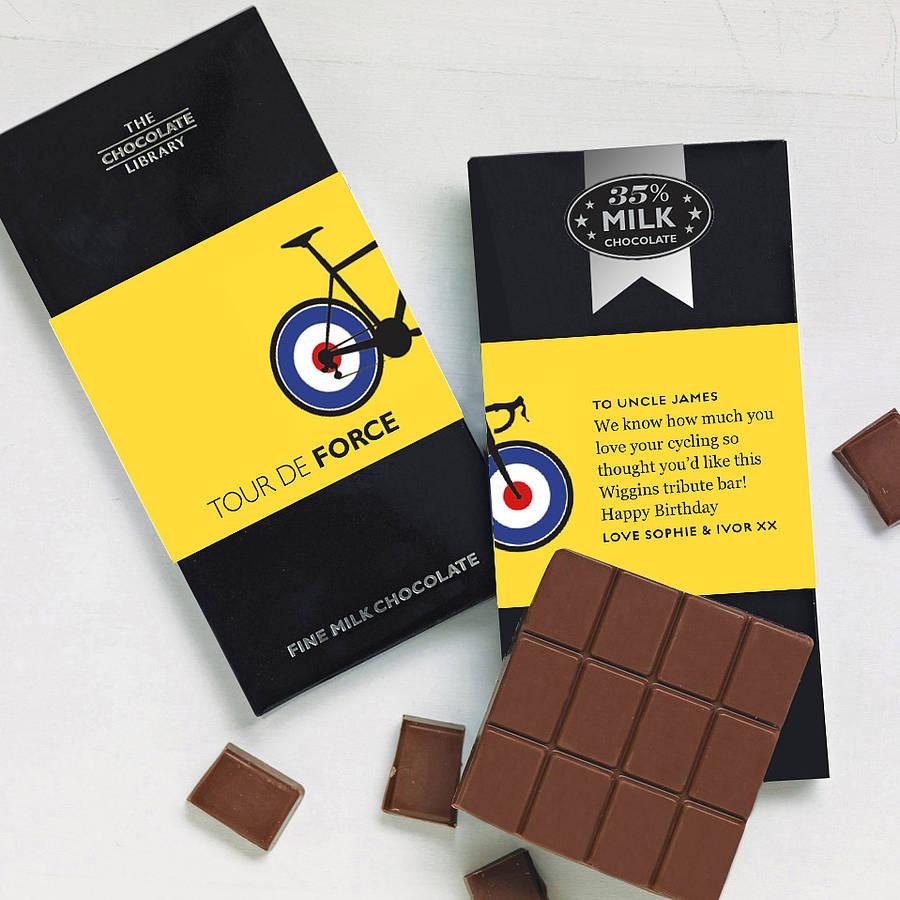 THE
CHOCOLATE
LIBRARY
TOUR DE FORCE
FINE MILK CHOCOLATE
35%
MILK
CHOCOLATE
TO UNCLE JAMES
We know how much you
love your cycling so
thought you'd like this
Wiggins tribute bar!
Happy Birthday
LOVE SOPHIE & IVOR XX